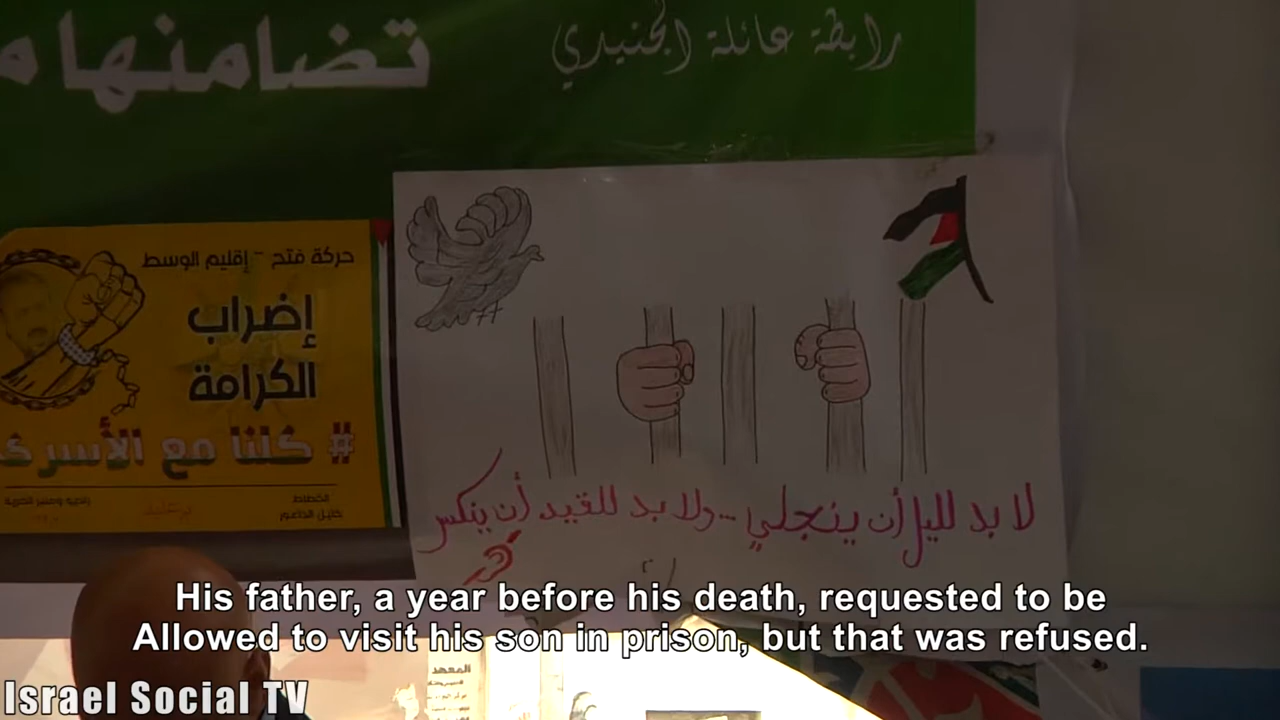 تضامنها
رابطة عائلة الجنيدي
حركة فتح - إقليم الوسط
إضراب
الكرامة
# كلنا مع الأسرى
الخطاط
لا بد لليل أن ينجلي... ولا بد للقيد أن ينكسر
المعهد
His father, a year before his death, requested to be
Allowed to visit his son in prison, but that was refused.
Israel Social TV